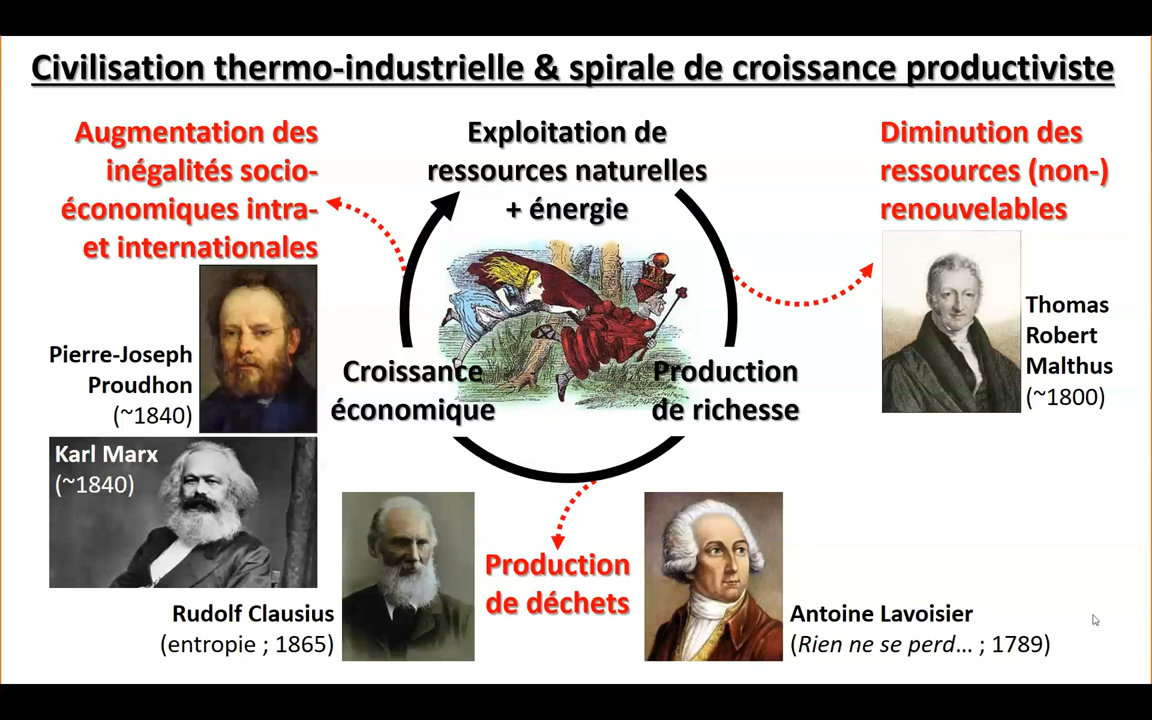 Civilisation thermo-industrielle & spirale de croissance productiviste
Augmentation des
inégalités socio-
économiques intra-
et internationales
Exploitation de
ressources naturelles
+ énergie
Diminution des
ressources (non-)
renouvelables
Pierre-Joseph
Proudhon
(~1840)
Karl Marx
(~1840)
Croissance
économique
Production
de richesse
Thomas
Robert
Malthus
(~1800)
Rudolf Clausius
(entropie ; 1865)
Production
de déchets
Antoine Lavoisier
(Rien ne se perd... ; 1789)